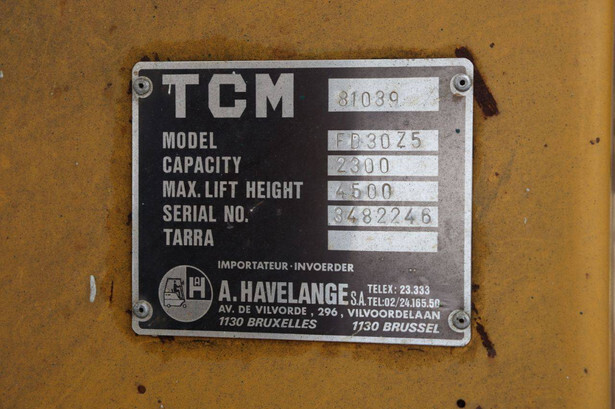 TCM 81039
MODEL FD30Z5
CAPACITY 2300
MAX. LIFT HEIGHT 4500
SERIAL NO. 3482246
TARRA
IMPORTATEUR·INVOERDER
H A. HAVELANGE S.A. TELEX: 23.333
TEL:02/24.165.50
AV. DE VILVORDE, 296, VILVOORDELAAN
1130 BRUXELLES 1130 BRUSSEL